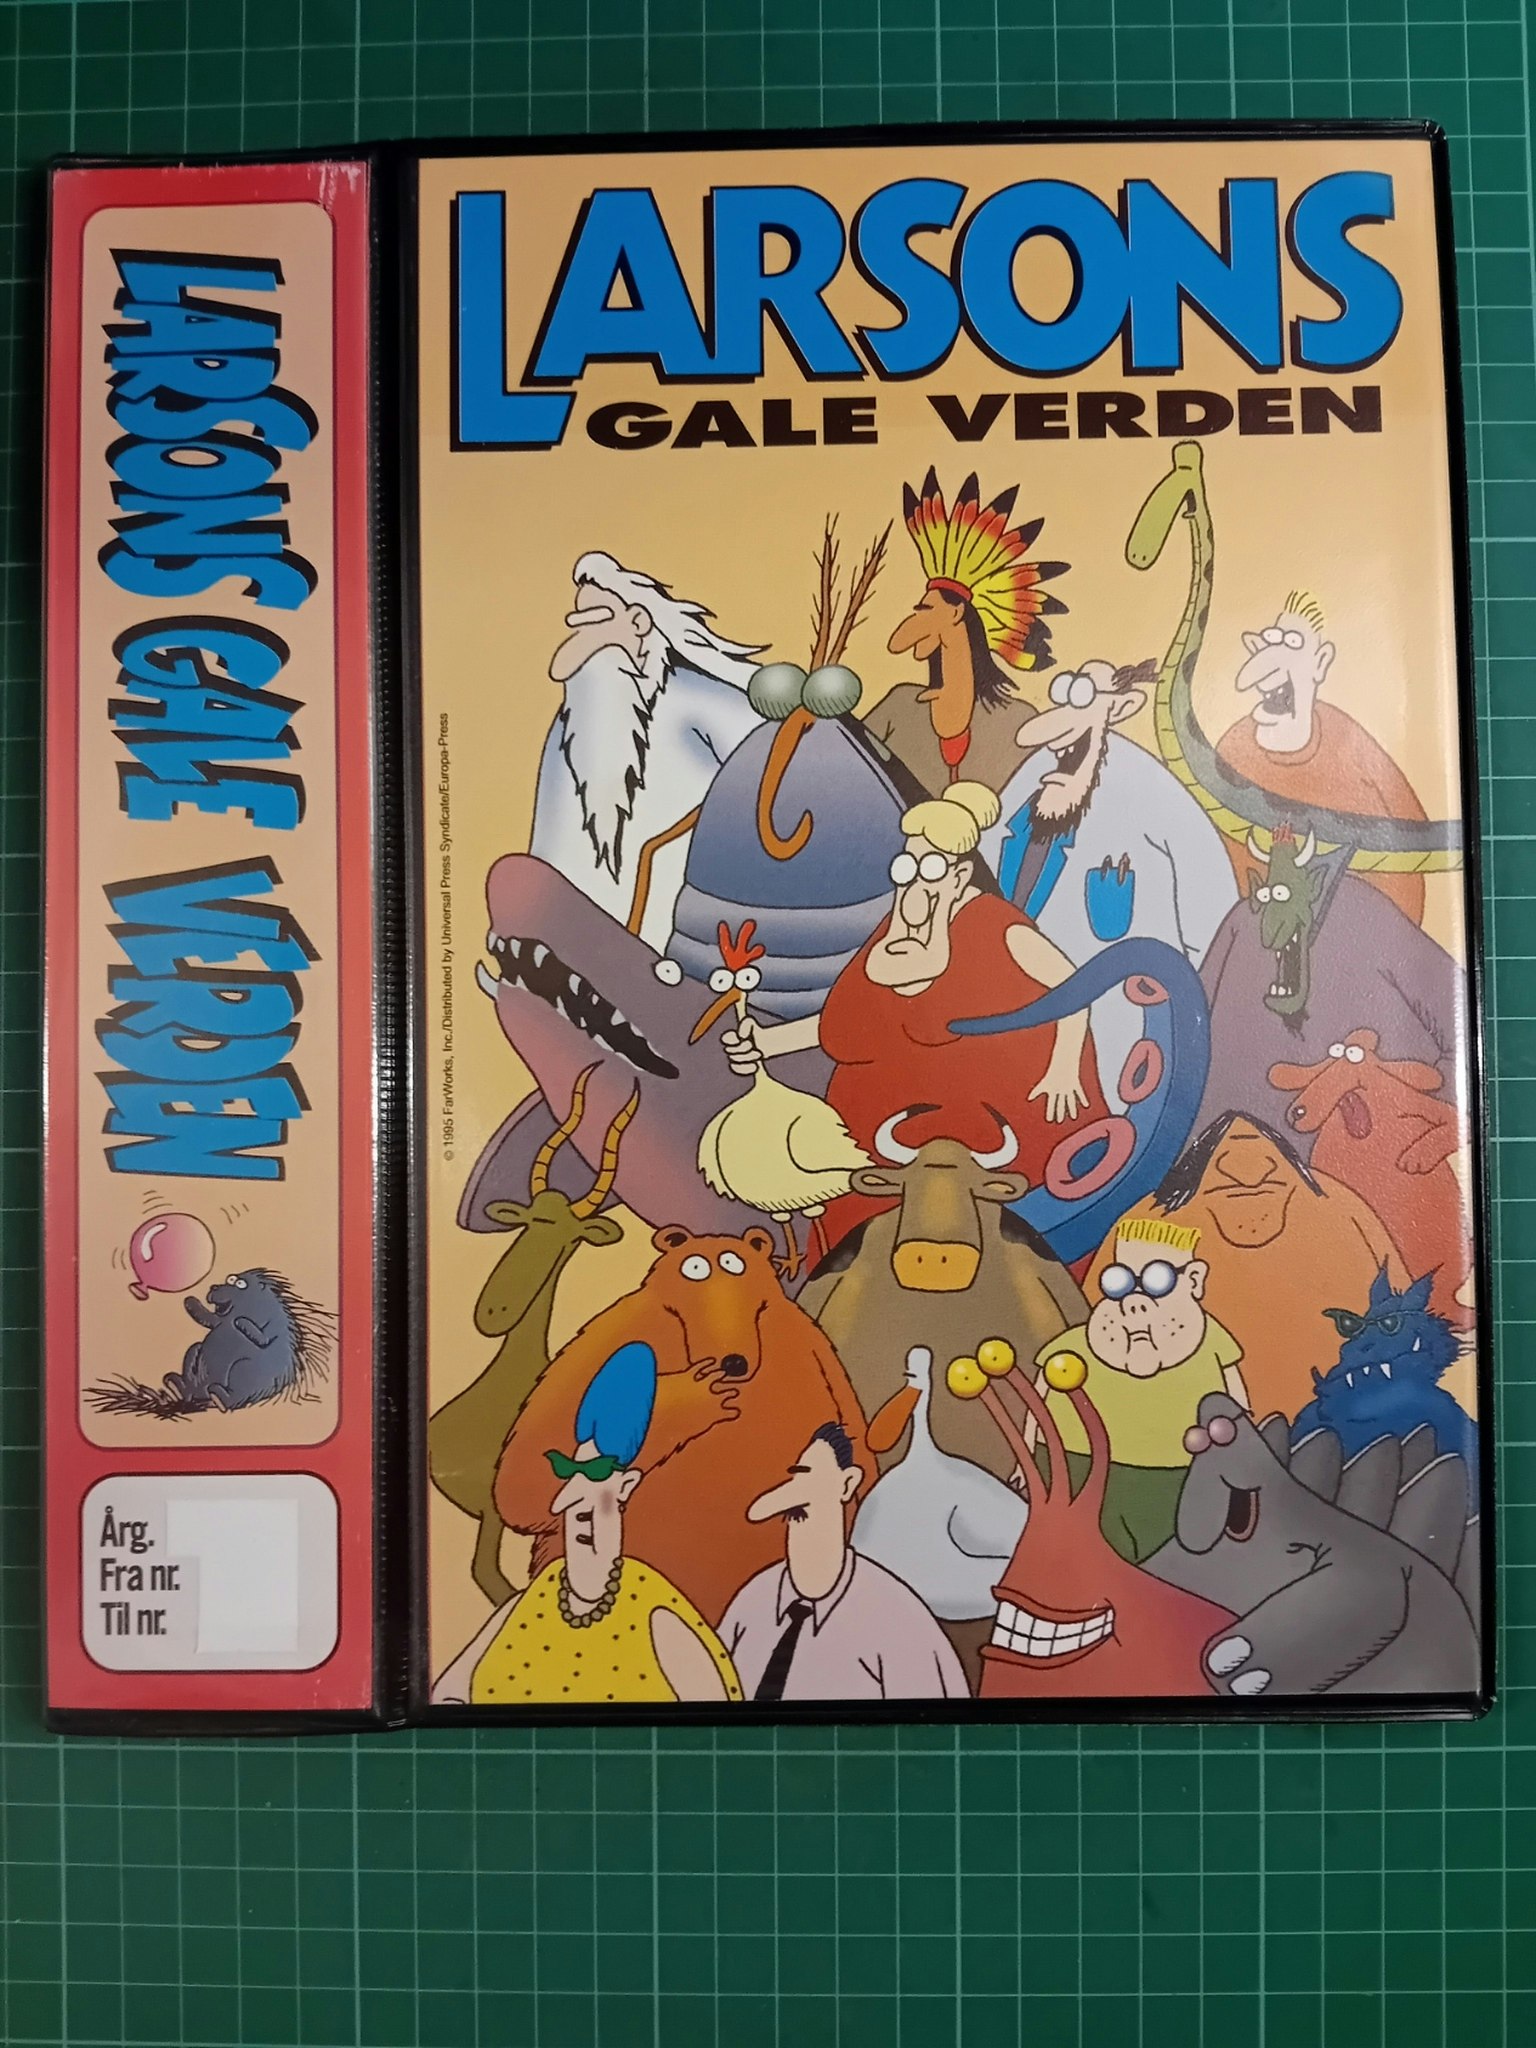 LARSONS GALE VERDEN
Årg.
Fra nr.
Til nr.
LARSONS
GALE VERDEN
© 1995 FarWorks, Inc./Distributed by Universal Press Syndicate/Europa-Press